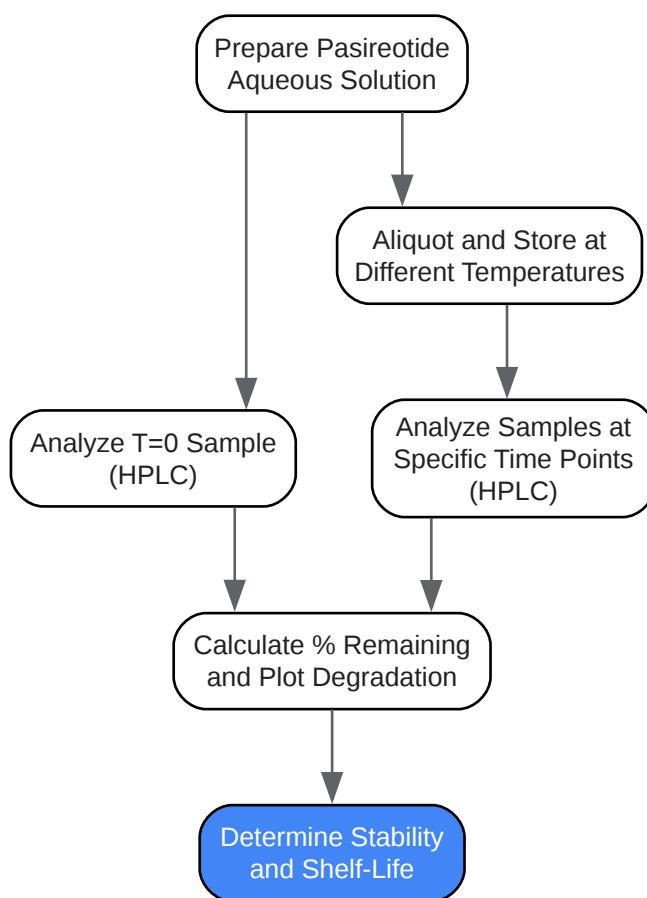 Prepare Pasireotide
Aqueous Solution
Aliquot and Store at
Different Temperatures
Analyze T=0 Sample
(HPLC)
Analyze Samples at
Specific Time Points
(HPLC)
Calculate % Remaining
and Plot Degradation
Determine Stability
and Shelf-Life